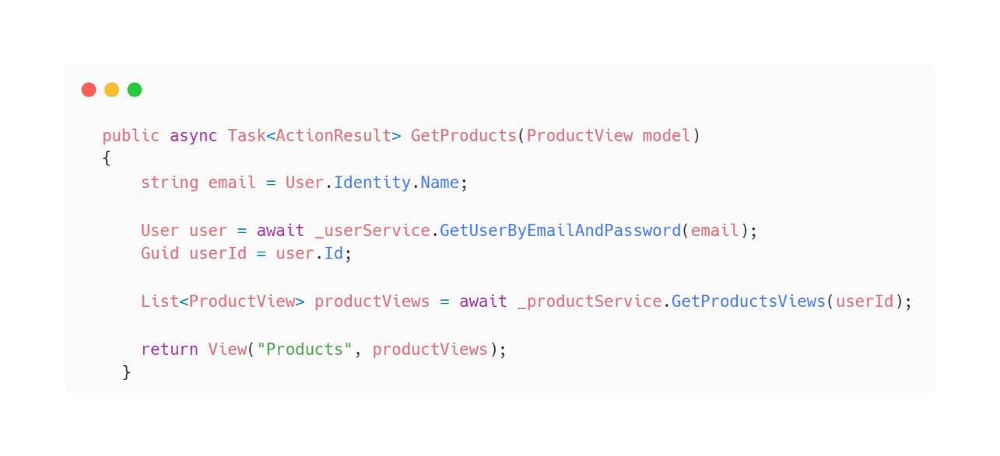 public async Task<ActionResult> GetProducts(ProductView model)
{
    string email = User.Identity.Name;
    User user = await _userService.GetUserByEmailAndPassword(email);
    Guid userId = user.Id;
    List<ProductView> productViews = await _productService.GetProductsViews(userId);
    return View("Products", productViews);
  }